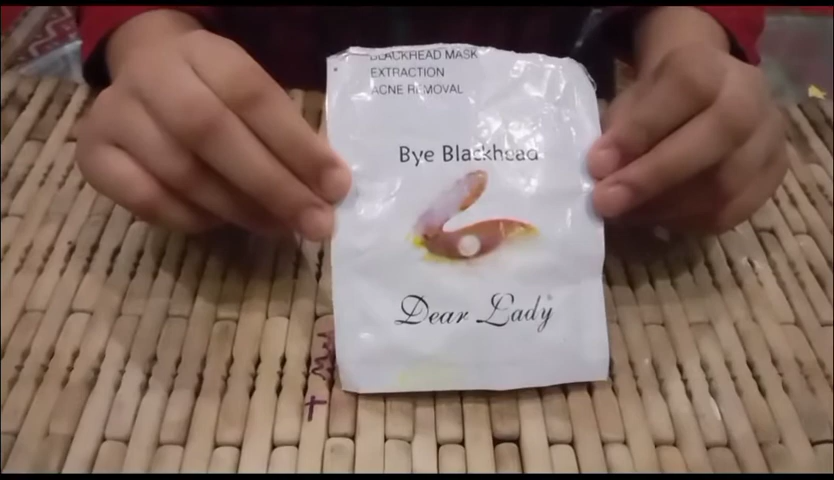 BLACKHEAD MASK
EXTRACTION
ACNE REMOVAL
Bye Blackhead
Dear Lady®